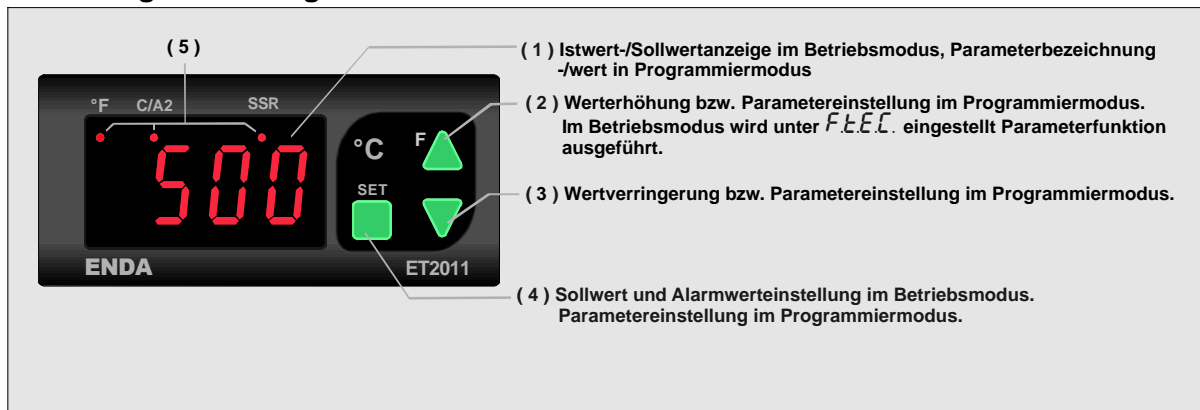 ( 5 )
( 1 ) Istwert-/Sollwertanzeige im Betriebsmodus, Parameterbezeichnung
-/wert in Programmiermodus
°F C/A2 SSR
500
°C
F
SET
ENDA
ET2011
( 2 ) Werterhöhung bzw. Parametereinstellung im Programmiermodus.
Im Betriebsmodus wird unter F.t.E.C. eingestellt Parameterfunktion
ausgeführt.
( 3 ) Wertverringerung bzw. Parametereinstellung im Programmiermodus.
( 4 ) Sollwert und Alarmwerteinstellung im Betriebsmodus.
Parametereinstellung im Programmiermodus.